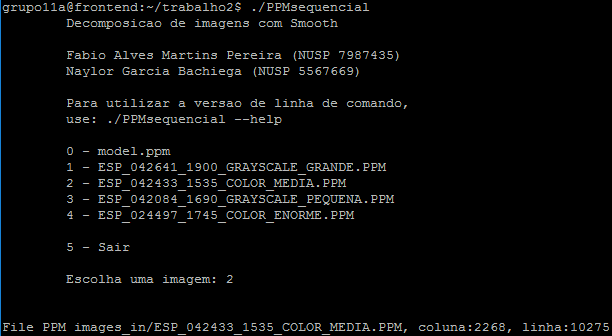 grupo11a@frontend:~/trabalho2$ ./PPMsequencial
Decomposicao de imagens com Smooth
Fabio Alves Martins Pereira (NUSP 7987435)
Naylor Garcia Bachiega (NUSP 5567669)
Para utilizar a versao de linha de comando,
use: ./PPMsequencial --help
0 - model.ppm
1 - ESP_042641_1900_GRAYSCALE_GRANDE.PPM
2 - ESP_042433_1535_COLOR_MEDIA.PPM
3 - ESP_042084_1690_GRAYSCALE_PEQUENA.PPM
4 - ESP_024497_1745_COLOR_ENORME.PPM
5 - Sair
Escolha uma imagem: 2
File PPM images_in/ESP_042433_1535_COLOR_MEDIA.PPM, coluna:2268, linha:10275